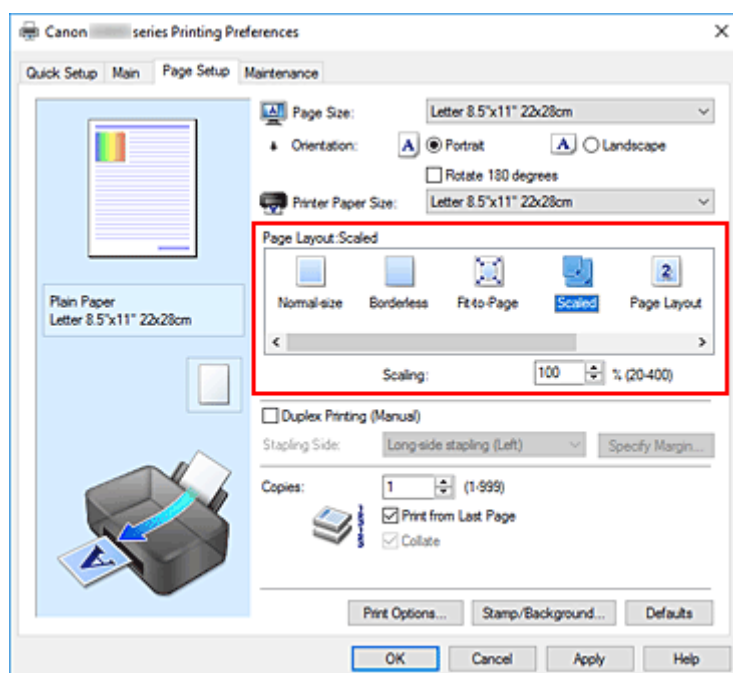 Canon series Printing Preferences
Quick Setup Main Page Setup Maintenance
Page Size: Letter 8.5"x11" 22x28cm
Orientation: A Portrait A Landscape
Rotate 180 degrees
Printer Paper Size: Letter 8.5"x11" 22x28cm
Page Layout:Scaled
Normal-size Borderless Fit-to-Page Scaled 2 Page Layout
Plain Paper
Letter 8.5"x11" 22x28cm
Scaling: 100 % (20-400)
Duplex Printing (Manual)
Stapling Side: Long-side stapling (Left) Specify Margin...
Copies: 1 (1-999)
Print from Last Page
Collate
A
Print Options... Stamp/Background... Defaults
OK Cancel Apply Help